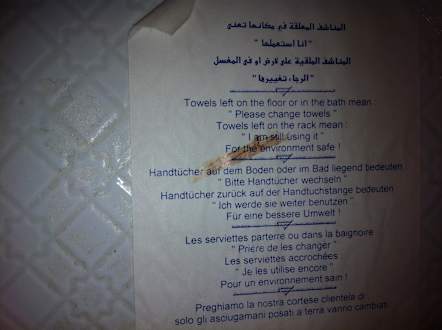 المناشف المعلقة في مكانها تعني
" انا استعملها "
المناشف الملقية على الارض او في المغسل
" الرجاء تغييرها "
Towels left on the floor or in the bath mean :
" Please change towels "
Towels left on the rack mean :
" I am still using it "
For the environment safe !
Handtücher auf dem Boden oder im Bad liegend bedeuten
" Bitte Handtücher wechseln "
Handtücher zurück auf der Handtuchstange bedeuten
" Ich werde sie weiter benutzen "
Für eine bessere Umwelt !
Les serviettes parterre ou dans la baignoire
" Prière de les changer "
Les serviettes accrochées
" Je les utilise encore "
Pour un environement sain !
Preghiamo la nostra cortese clientela di
solo gli asciugamani posati a terra vanno cambiati